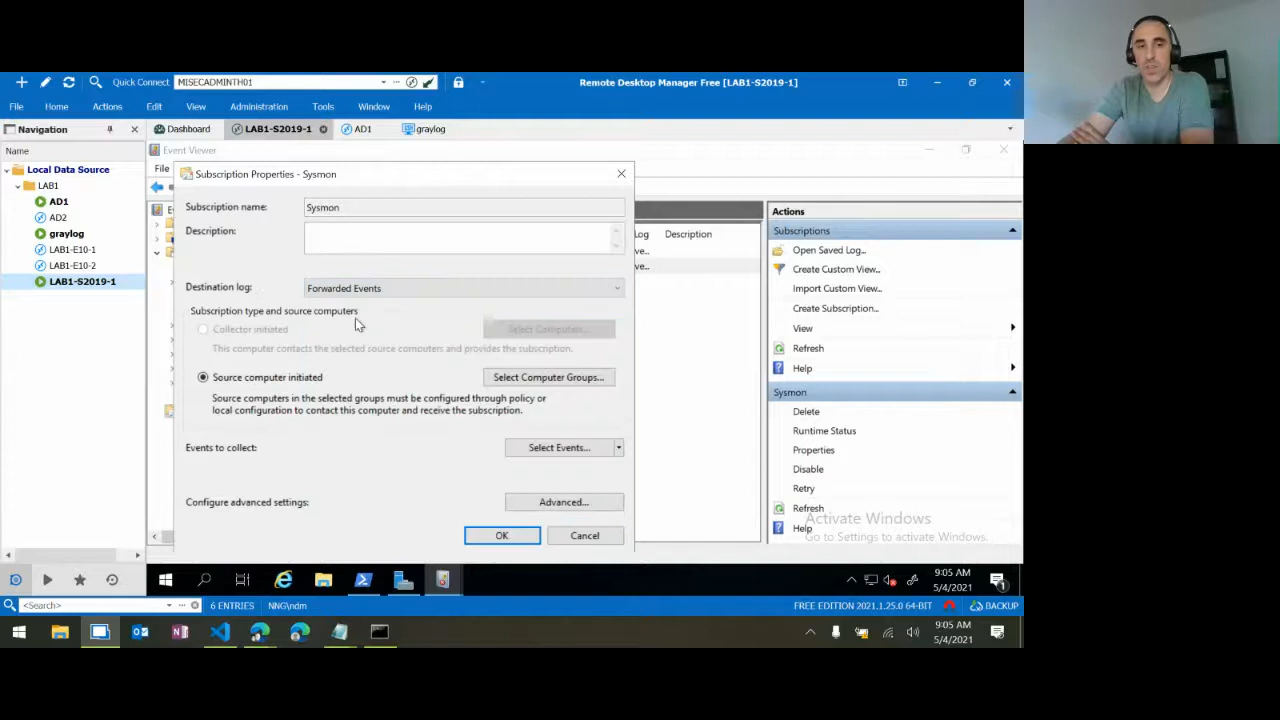 Quick Connect MISECADMINTH01
Remote Desktop Manager Free [LAB1-S2019-1]
File Home Actions Edit View Administration Tools Window Help
Navigation
Dashboard LAB1-S2019-1 AD1 graylog
Name
Local Data Source
LAB1
AD1
AD2
graylog
LAB1-E10-1
LAB1-E10-2
LAB1-S2019-1
Event Viewer
File
Subscription Properties - Sysmon
Subscription name: Sysmon
Description:
Destination log: Forwarded Events
Subscription type and source computers
Collector initiated Select Computers...
This computer contacts the selected source computers and provides the subscription.
Source computer initiated Select Computer Groups...
Source computers in the selected groups must be configured through policy or
local configuration to contact this computer and receive the subscription.
Events to collect: Select Events...
Configure advanced settings: Advanced...
OK Cancel
Log Description
ve...
ve...
Actions
Subscriptions
Open Saved Log...
Create Custom View...
Import Custom View...
Create Subscription...
View
Refresh
Help
Sysmon
Delete
Runtime Status
Properties
Disable
Retry
Refresh
Help
Activate Windows
Go to Settings to activate Windows.
9:05 AM
5/4/2021
1
<Search> 6 ENTRIES NNG\ndm FREE EDITION 2021.1.25.0 64-BIT BACKUP
9:05 AM
5/4/2021